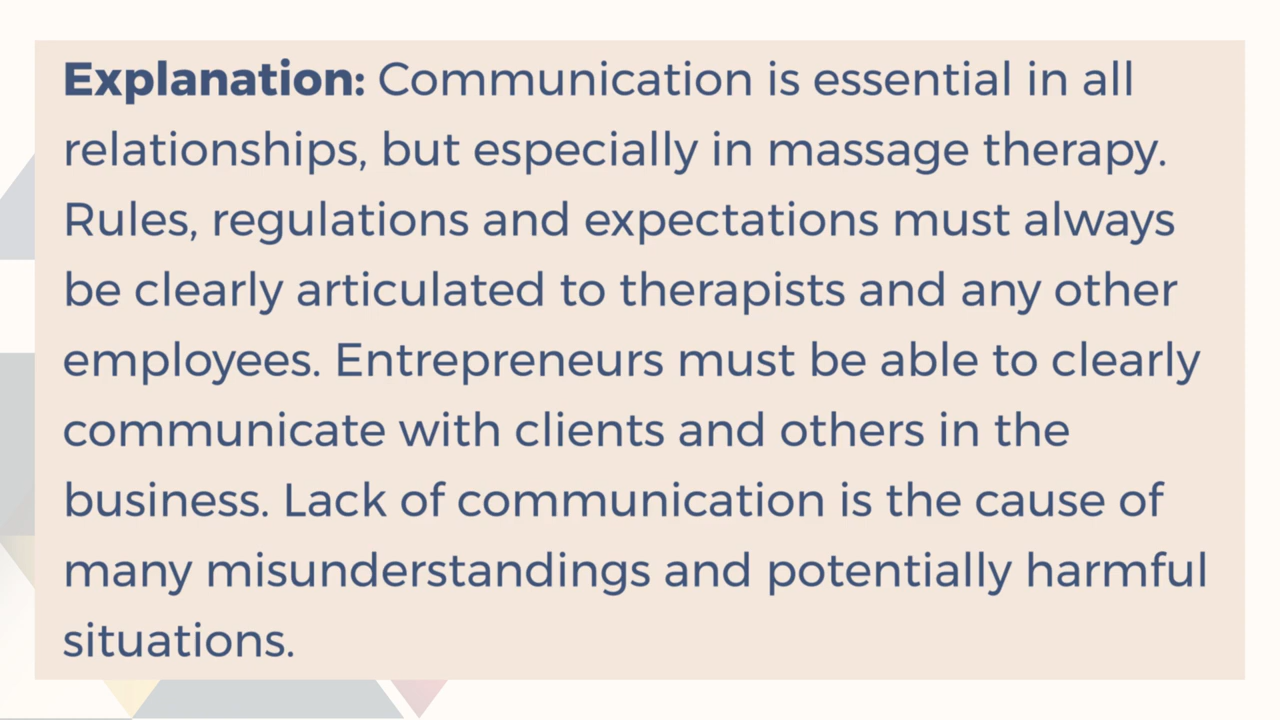 Explanation: Communication is essential in all
relationships, but especially in massage therapy.
Rules, regulations and expectations must always
be clearly articulated to therapists and any other
employees. Entrepreneurs must be able to clearly
communicate with clients and others in the
business. Lack of communication is the cause of
many misunderstandings and potentially harmful
situations.